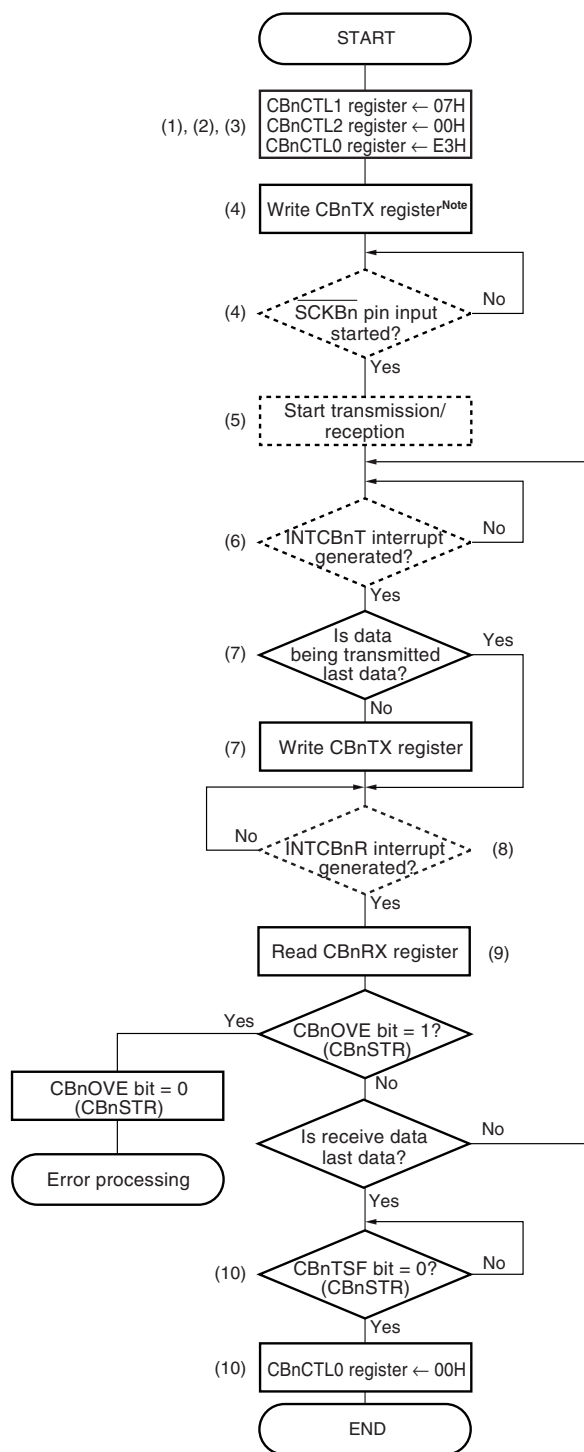 START
(1), (2), (3)
CBnCTL1 register ← 07H
CBnCTL2 register ← 00H
CBnCTL0 register ← E3H
(4)
Write CBnTX registerNote
(4)
SCKBn pin input
started?
No
Yes
(5)
Start transmission/
reception
(6)
INTCBnT interrupt
generated?
No
Yes
(7)
Is data
being transmitted
last data?
Yes
No
(7)
Write CBnTX register
No
INTCBnR interrupt
generated?
(8)
Yes
Read CBnRX register
(9)
Yes
CBnOVE bit = 1?
(CBnSTR)
No
CBnOVE bit = 0
(CBnSTR)
Is receive data
last data?
No
Error processing
Yes
(10)
CBnTSF bit = 0?
(CBnSTR)
No
Yes
(10)
CBnCTL0 register ← 00H
END